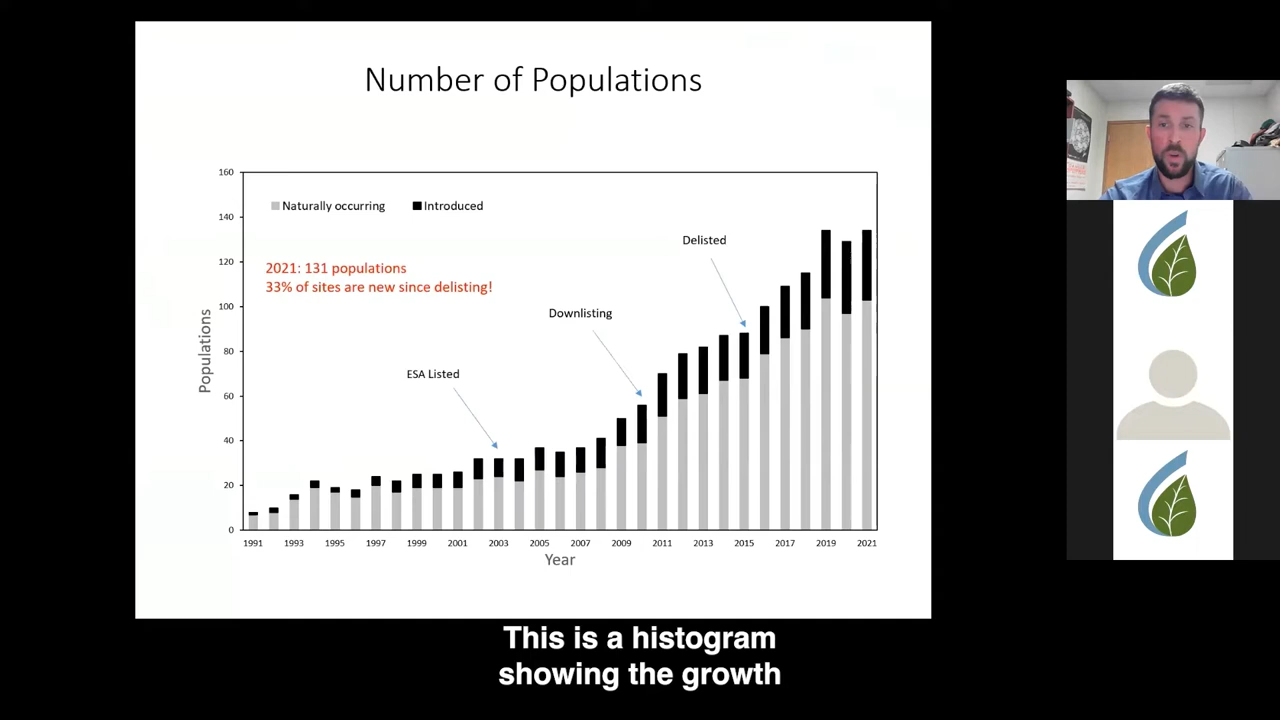 Number of Populations
160
140
120
100
80
60
40
20
0
Populations
Naturally occurring
Introduced
2021: 131 populations
33% of sites are new since delisting!
ESA Listed
Downlisting
Delisted
1991 1993 1995 1997 1999 2001 2003 2005 2007 2009 2011 2013 2015 2017 2019 2021
Year
This is a histogram
showing the growth